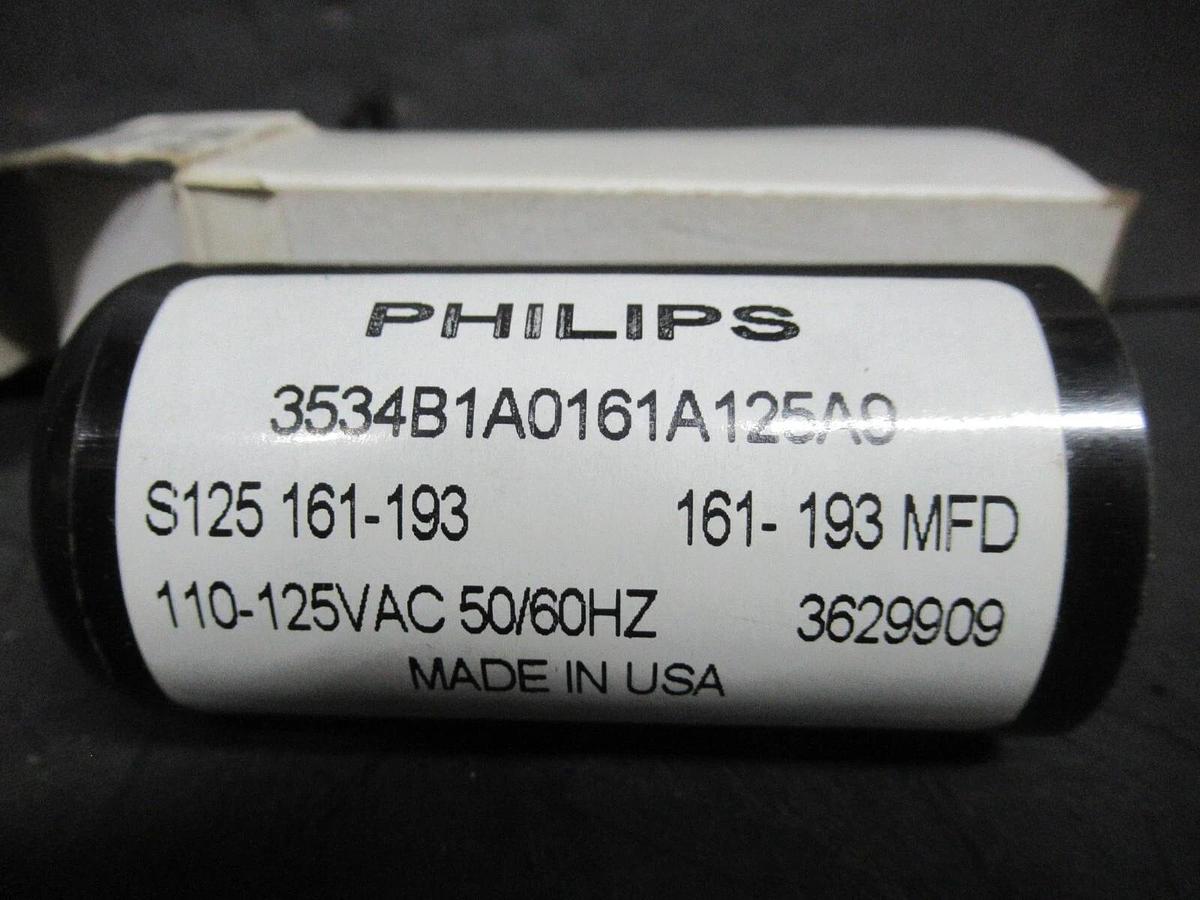 PHILIPS
3534B1A0161A125A9
S125 161-193 161- 193 MFD
110-125VAC 50/60HZ 3629909
MADE IN USA